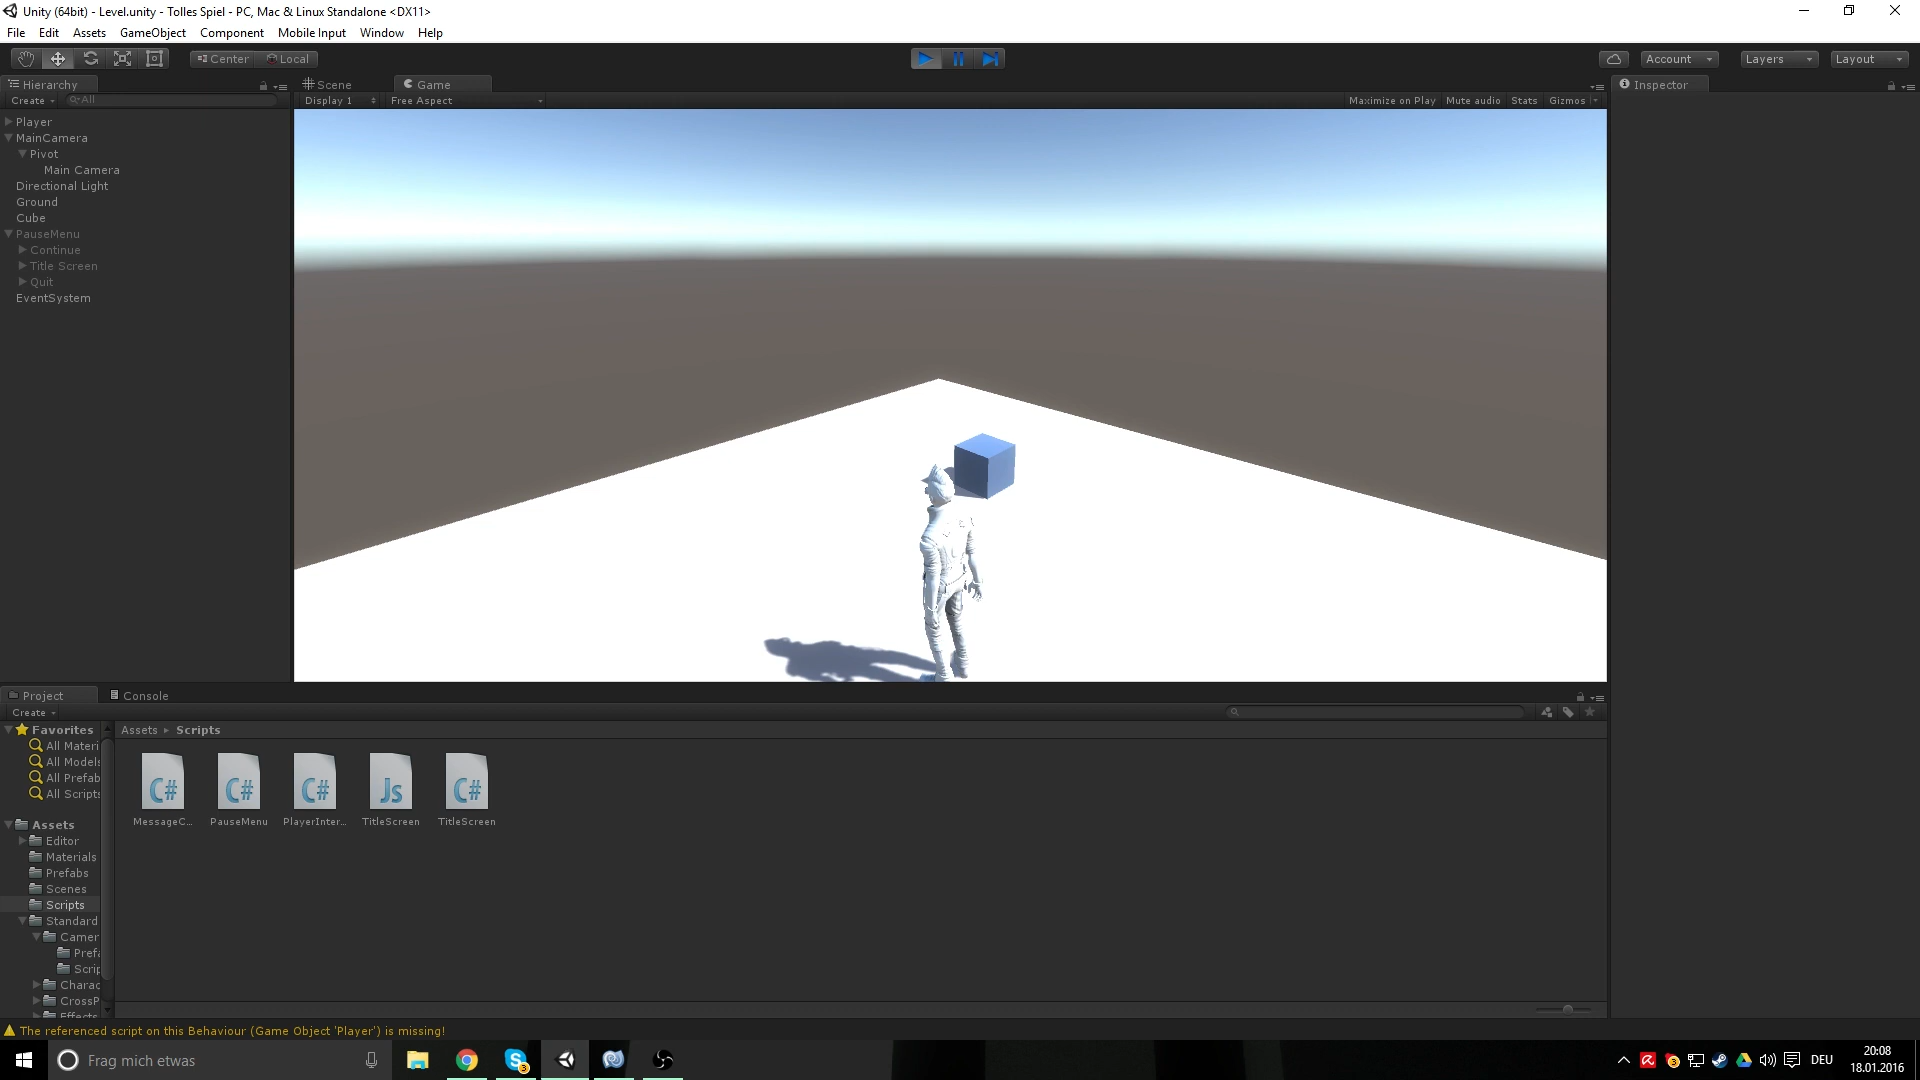 Unity (64bit) - Level.unity - Tolles Spiel - PC, Mac & Linux Standalone <DX11>
File Edit Assets GameObject Component Mobile Input Window Help
Center Local Account Layers Layout
Hierarchy Scene Game Inspector
Create All Display 1 Free Aspect Maximize on Play Mute audio Stats Gizmos
Player
MainCamera
Pivot
Main Camera
Directional Light
Ground
Cube
PauseMenu
Continue
Title Screen
Quit
EventSystem
Project Console
Create
Favorites
All Materi
All Models
All Prefab
All Scripts
Assets
Editor
Materials
Prefabs
Scenes
Scripts
Standard
Camer
Prefa
Scrip
Charac
CrossP
Effects
Assets Scripts
C# C# C# Js C#
MessageC... PauseMenu PlayerInter... TitleScreen TitleScreen
The referenced script on this Behaviour (Game Object 'Player') is missing!
Frag mich etwas
3
3
DEU
20:08
18.01.2016